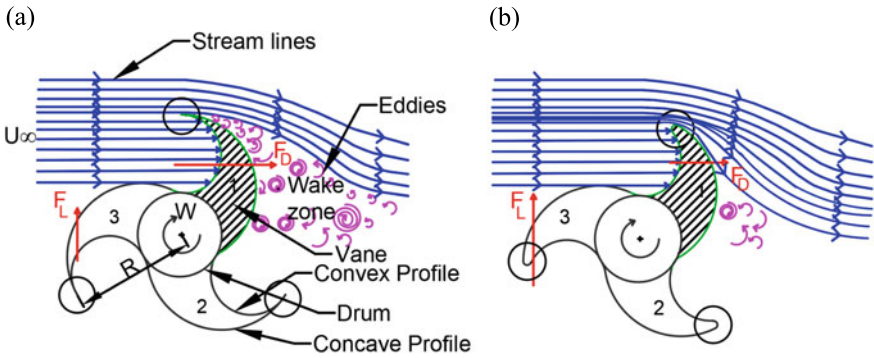 (a)
Stream lines
Eddies
U∞
F_D
F_L
1
Wake
zone
3
W
R
Vane
Convex Profile
2
Drum
Concave Profile
(b)
F_D
F_L
1
3
2